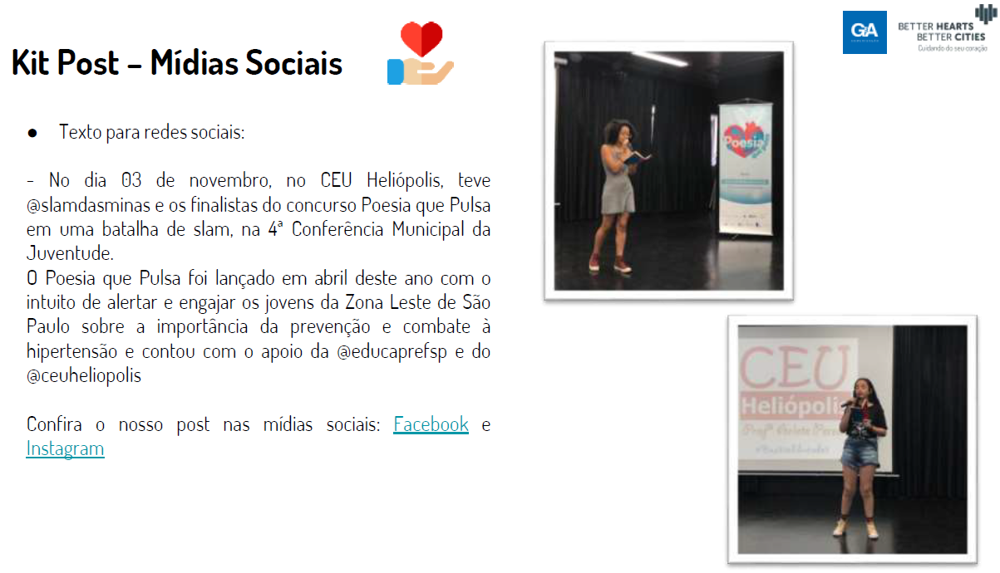 GA
BETTER HEARTS
BETTER CITIES
Cuidando do seu coração
Kit Post – Mídias Sociais
● Texto para redes sociais:
- No dia 03 de novembro, no CEU Heliópolis, teve
@slamdasminas e os finalistas do concurso Poesia que Pulsa
em uma batalha de slam, na 4ª Conferência Municipal da
Juventude.
O Poesia que Pulsa foi lançado em abril deste ano com o
intuito de alertar e engajar os jovens da Zona Leste de São
Paulo sobre a importância da prevenção e combate à
hipertensão e contou com o apoio da @educaprefsp e do
@ceuheliopolis
Confira o nosso post nas mídias sociais: Facebook e
Instagram
Poesia
CEU
Heliópolis